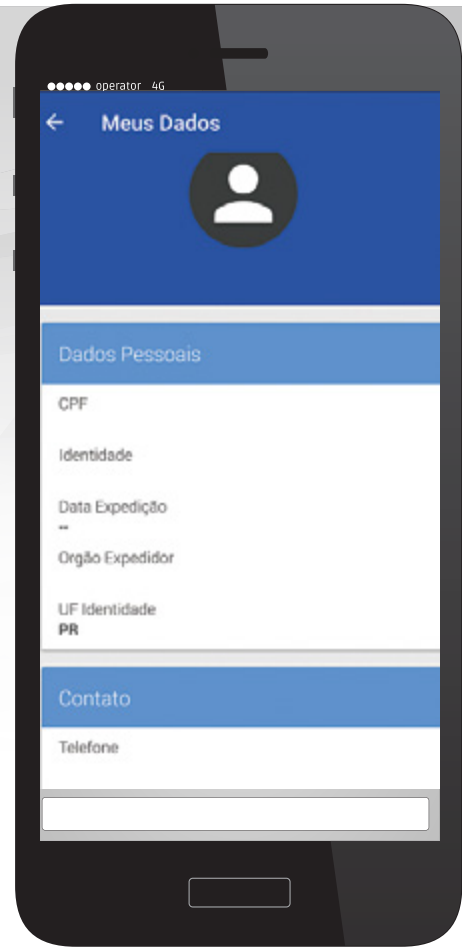 operator 4G
Meus Dados
Dados Pessoais
CPF
Identidade
Data Expedição
--
Orgão Expedidor
UF Identidade
PR
Contato
Telefone